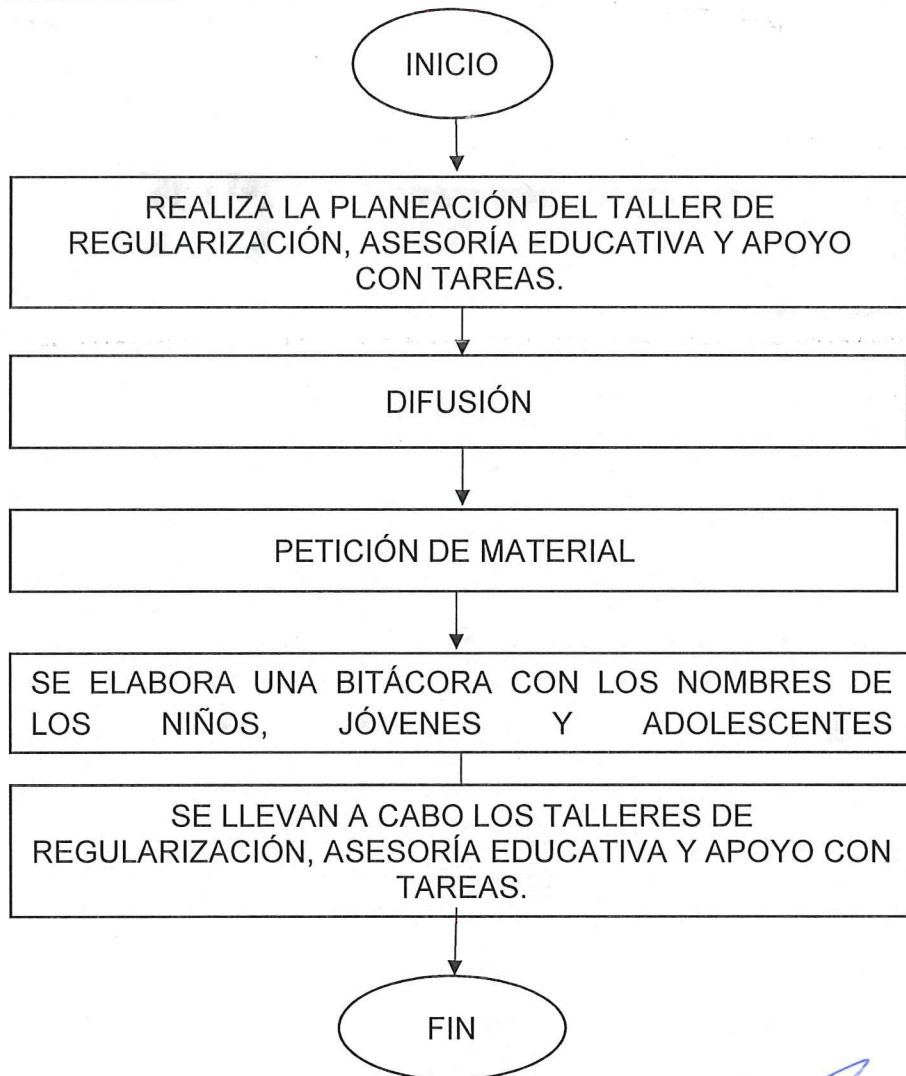 INICIO
REALIZA LA PLANEACIÓN DEL TALLER DE
REGULARIZACIÓN, ASESORÍA EDUCATIVA Y APOYO
CON TAREAS.
DIFUSIÓN
PETICIÓN DE MATERIAL
SE ELABORA UNA BITÁCORA CON LOS NOMBRES DE
LOS NIÑOS, JÓVENES Y ADOLESCENTES
SE LLEVAN A CABO LOS TALLERES DE
REGULARIZACIÓN, ASESORÍA EDUCATIVA Y APOYO CON
TAREAS.
FIN